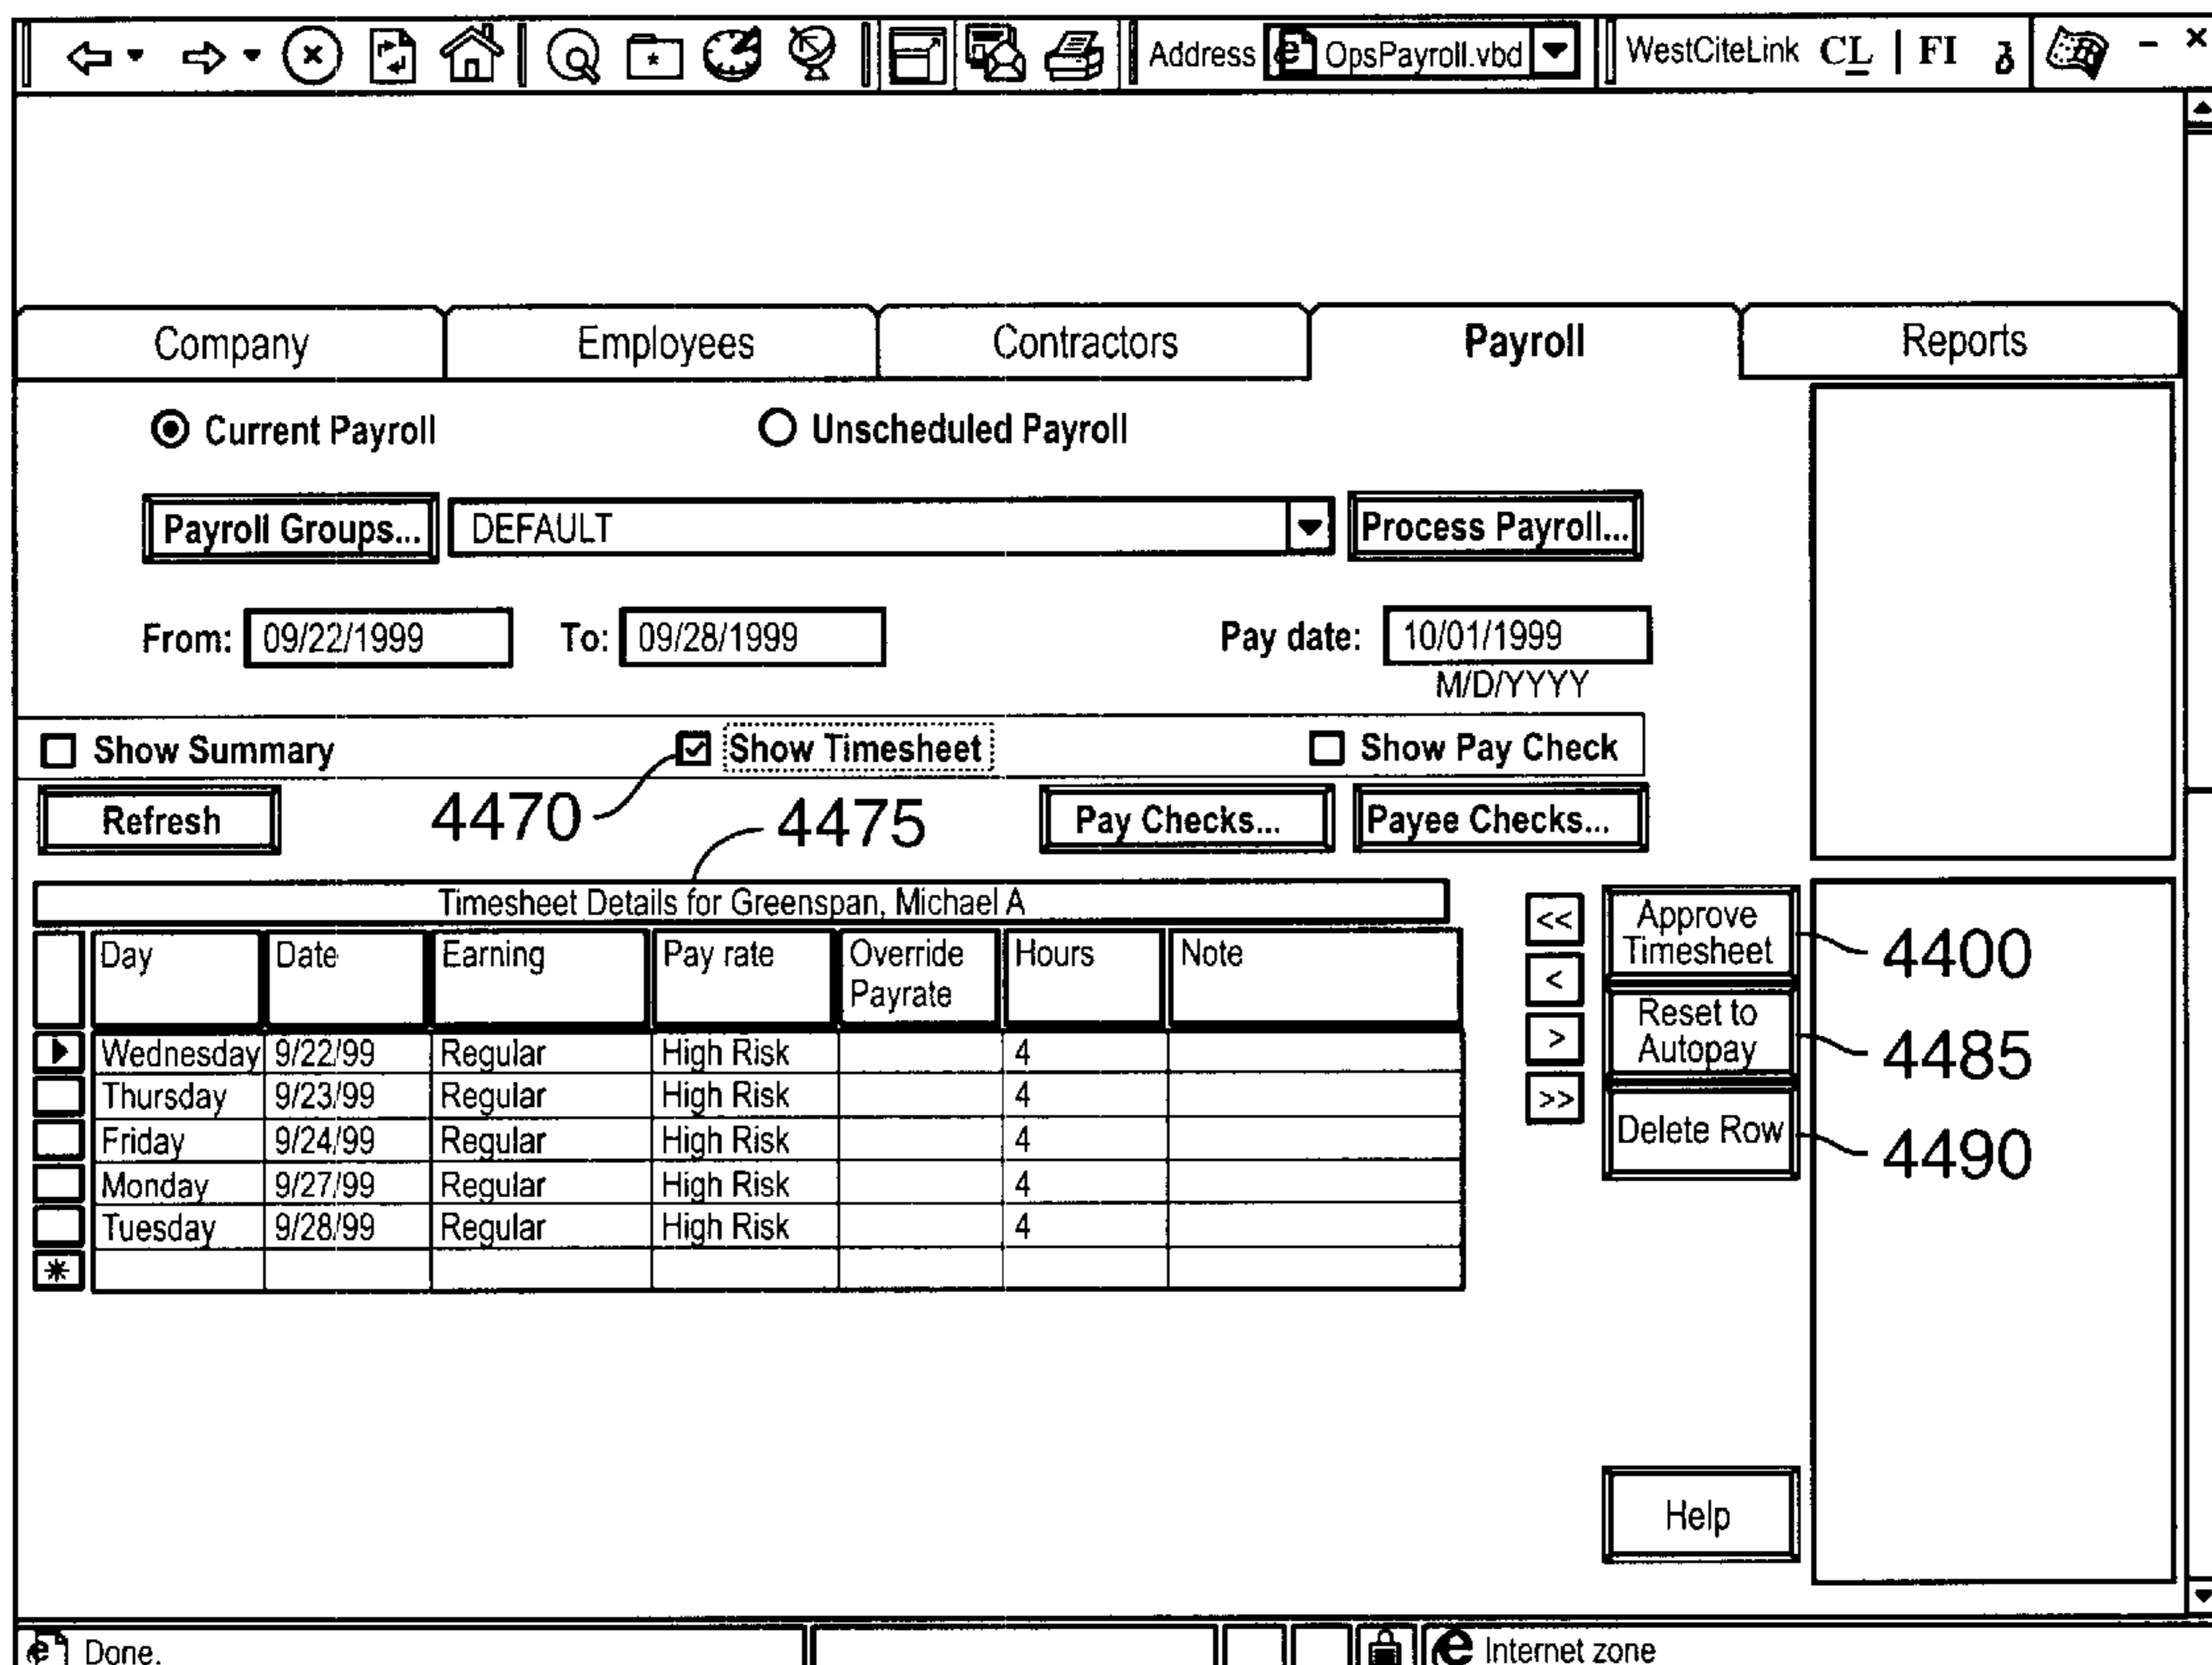 Address OpsPayroll.vbd WestCiteLink CL | FI
Company Employees Contractors Payroll Reports
Current Payroll Unscheduled Payroll
Payroll Groups... DEFAULT Process Payroll...
From: 09/22/1999 To: 09/28/1999 Pay date: 10/01/1999
M/D/YYYY
Show Summary Show Timesheet Show Pay Check
Refresh 4470 4475 Pay Checks... Payee Checks...
Timesheet Details for Greenspan, Michael A
Day Date Earning Pay rate Override Payrate Hours Note
Wednesday 9/22/99 Regular High Risk 4
Thursday 9/23/99 Regular High Risk 4
Friday 9/24/99 Regular High Risk 4
Monday 9/27/99 Regular High Risk 4
Tuesday 9/28/99 Regular High Risk 4
*
<<
<
>
>>
Approve
Timesheet
4400
Reset to
Autopay
4485
Delete Row
4490
Help
Done. Internet zone